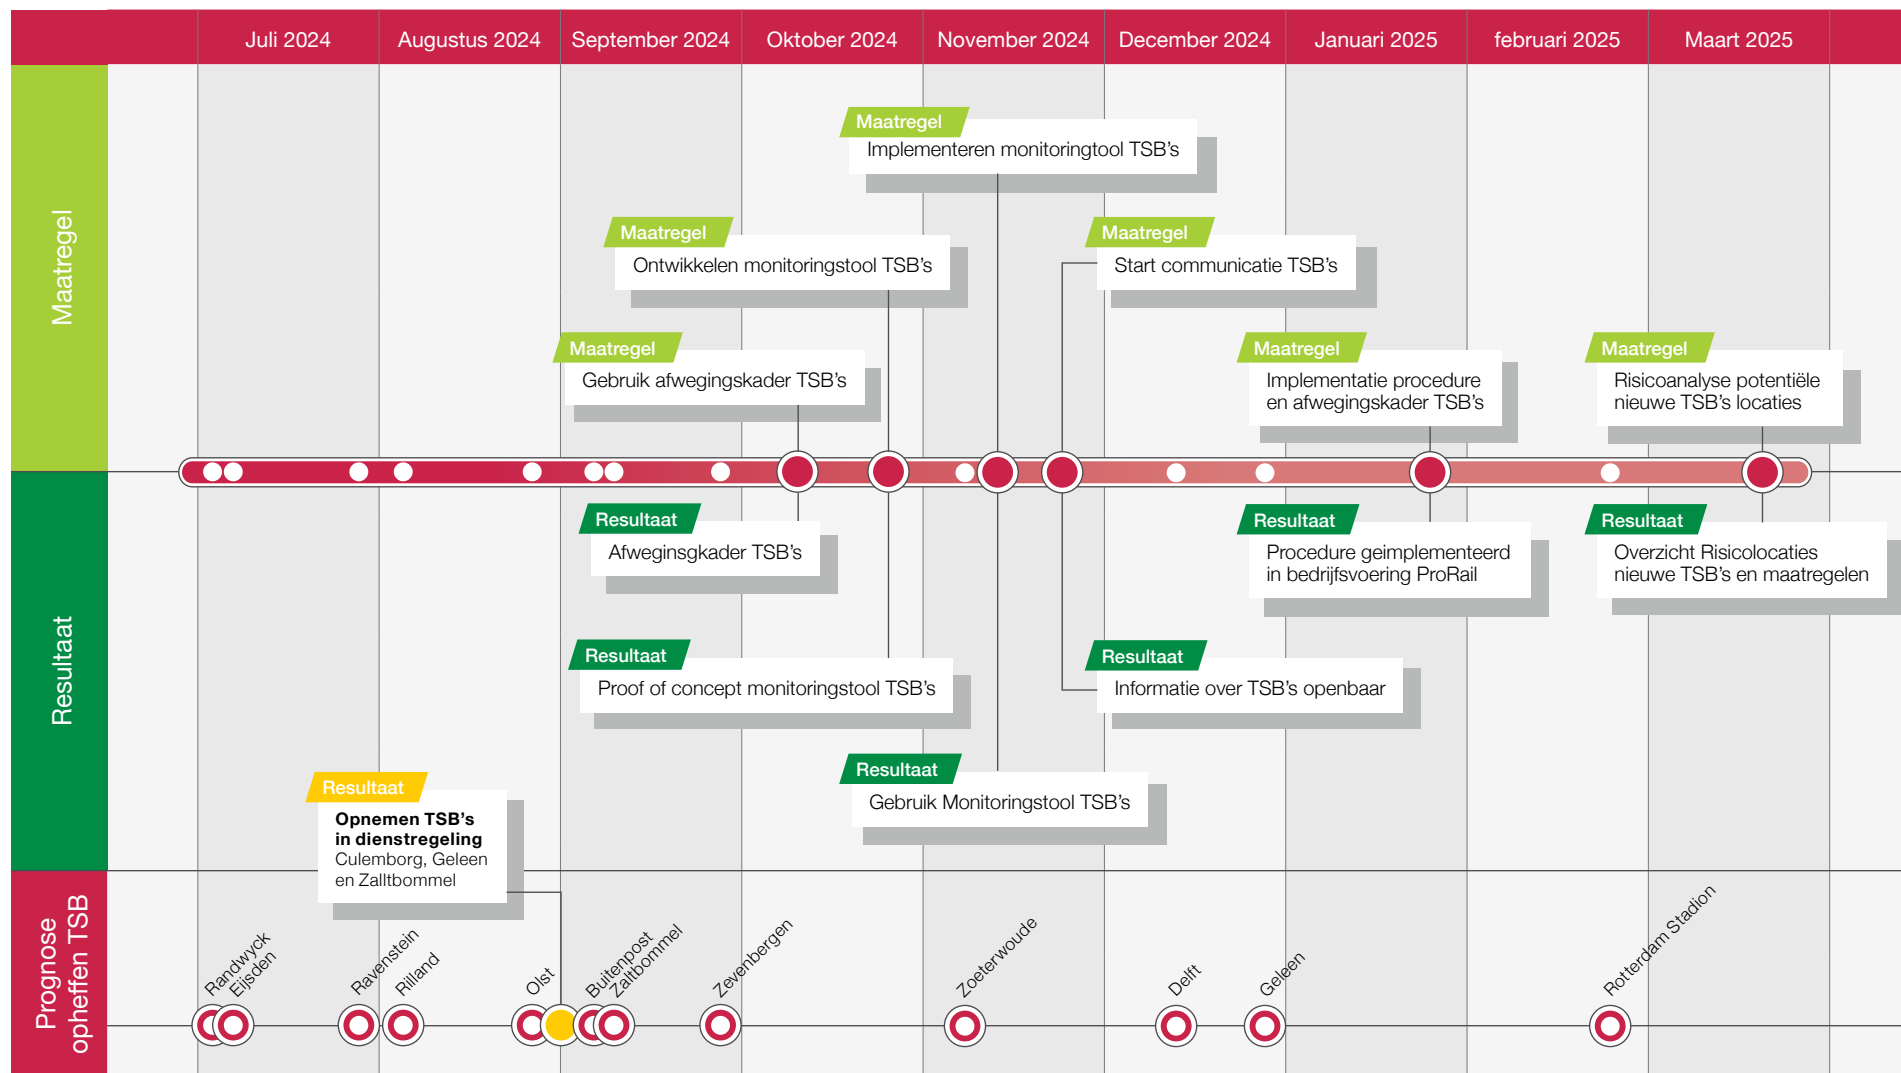 Juli 2024
Augustus 2024
September 2024
Oktober 2024
November 2024
December 2024
Januari 2025
februari 2025
Maart 2025
Maatregel
Maatregel
Implementeren monitoringtool TSB's
Maatregel
Ontwikkelen monitoringstool TSB's
Maatregel
Start communicatie TSB's
Maatregel
Gebruik afwegingskader TSB's
Maatregel
Implementatie procedure
en afwegingskader TSB's
Maatregel
Risicoanalyse potentiële
nieuwe TSB's locaties
Resultaat
Resultaat
Afweginsgkader TSB's
Resultaat
Procedure geimplementeerd
in bedrijfsvoering ProRail
Resultaat
Overzicht Risicolocaties
nieuwe TSB's en maatregelen
Resultaat
Proof of concept monitoringstool TSB's
Resultaat
Informatie over TSB's openbaar
Resultaat
Gebruik Monitoringstool TSB's
Resultaat
Opnemen TSB's
in dienstregeling
Culemborg, Geleen
en Zalltbommel
Prognose
opheffen TSB
Randwyck
Eijsden
Ravenstein
Rilland
Olst
Buitenpost
Zaltbommel
Zevenbergen
Zoeterwoude
Delft
Geleen
Rotterdam Stadion